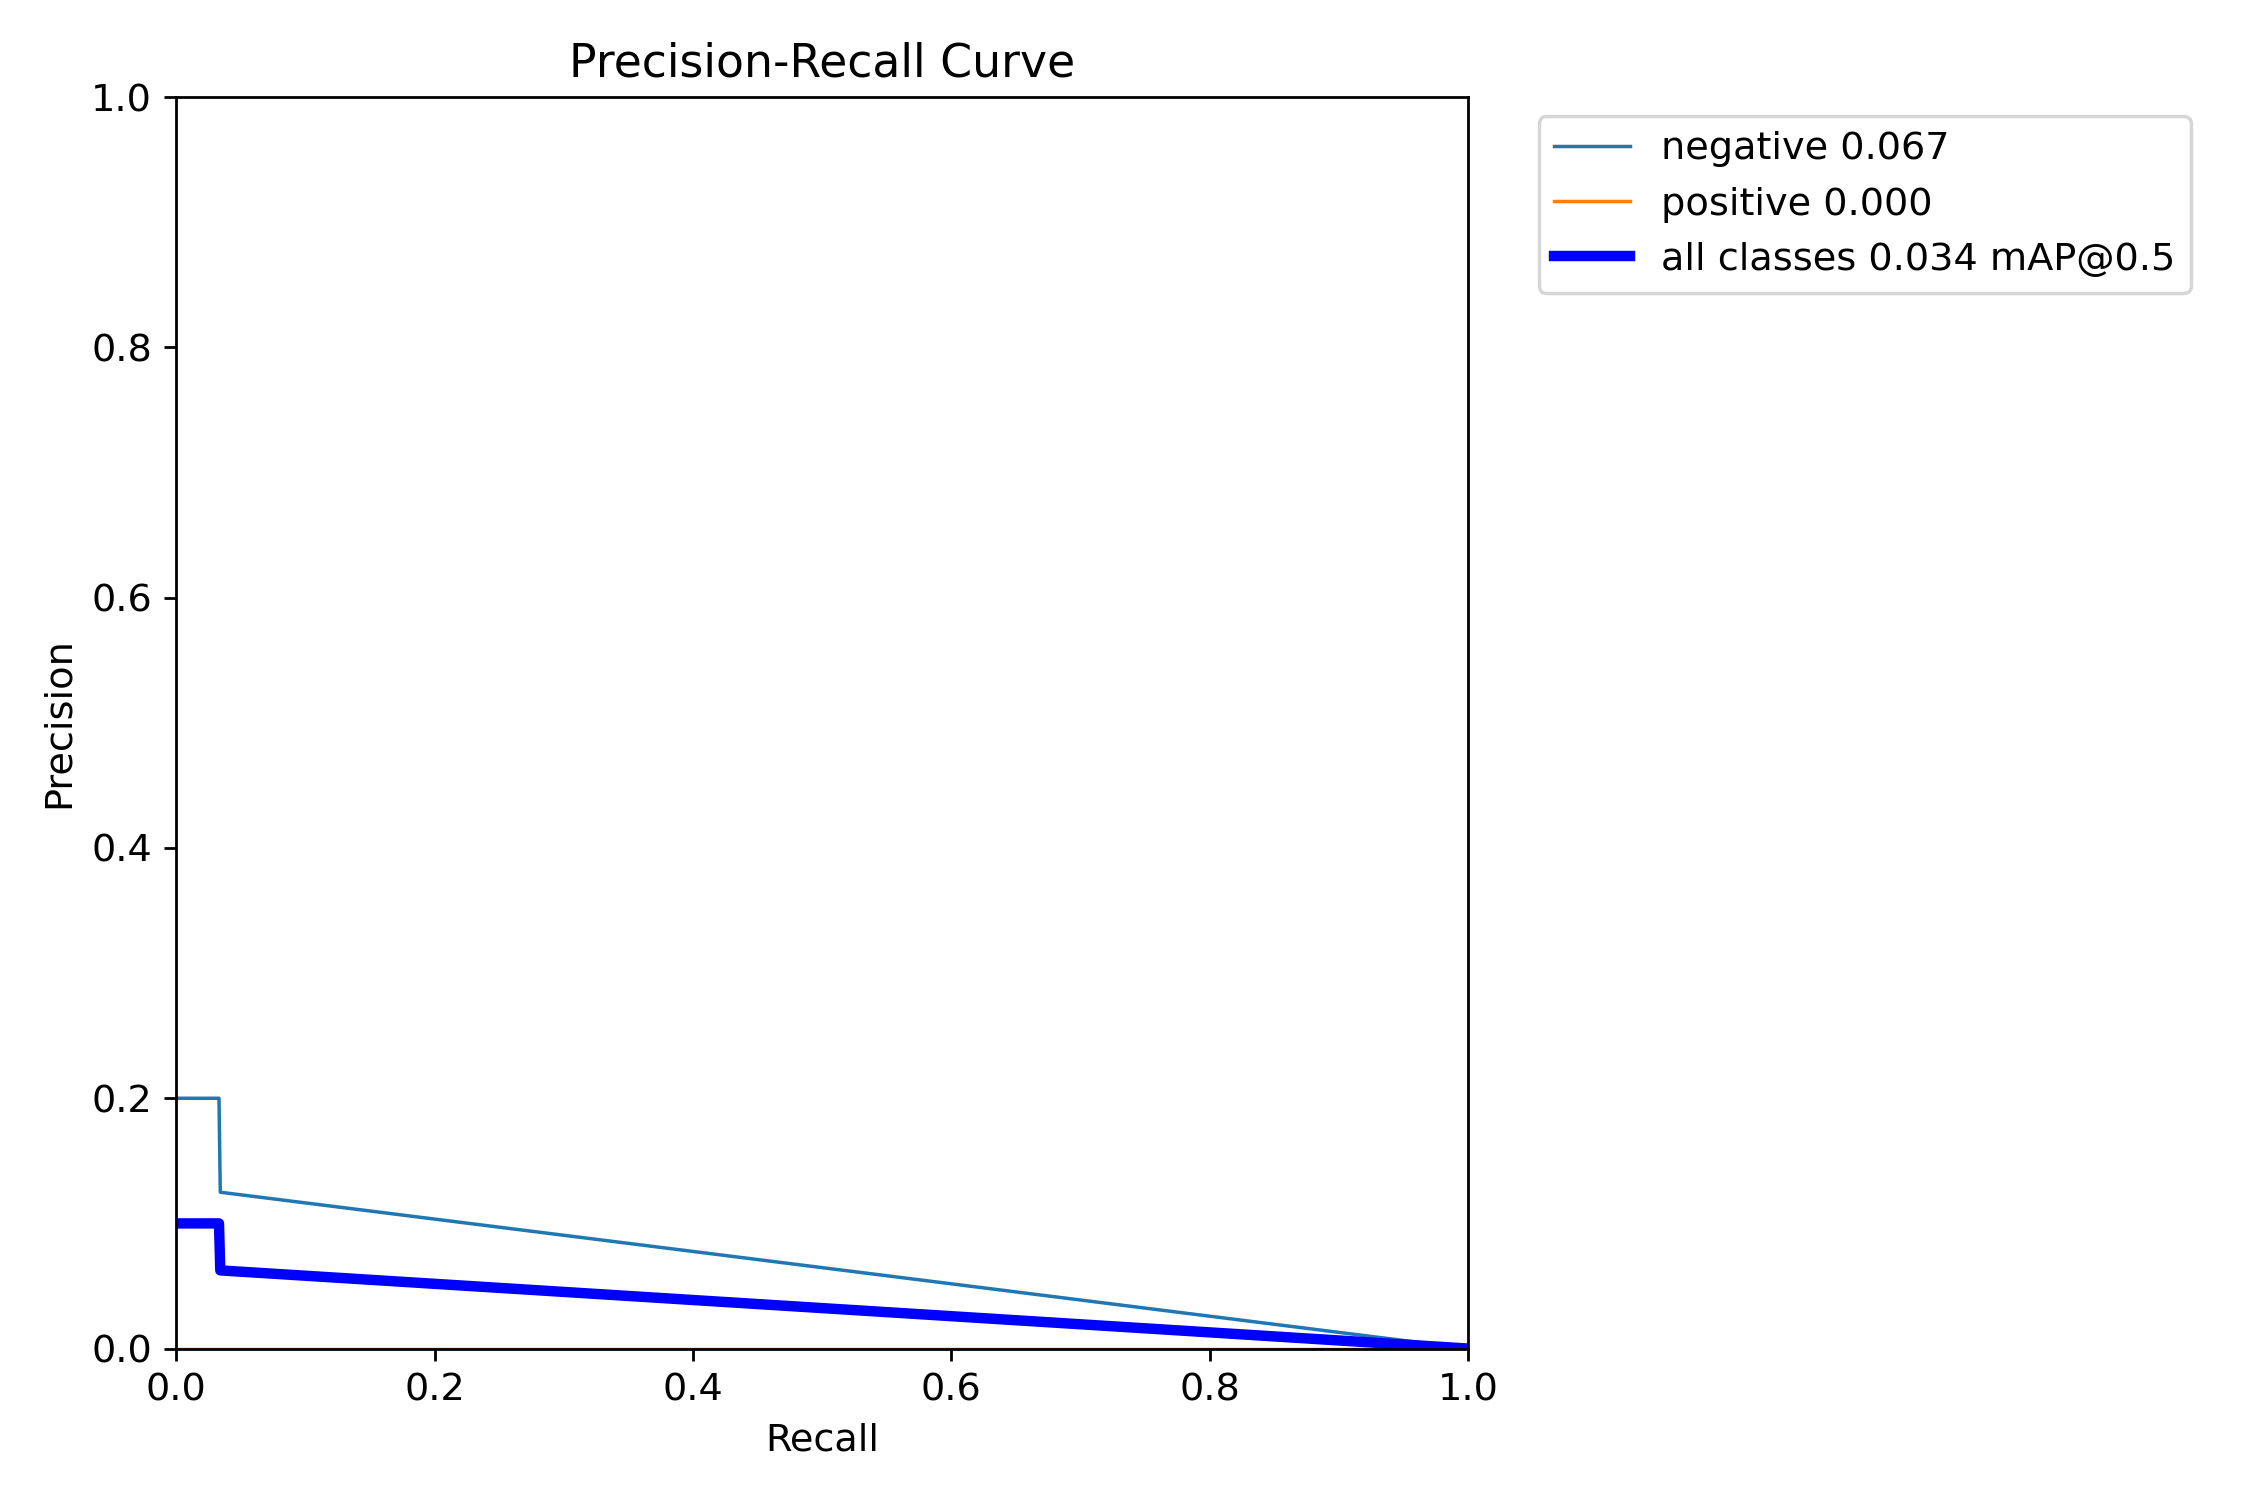 Precision-Recall Curve
1.0
0.8
0.6
0.4
0.2
0.0
Precision
0.0 0.2 0.4 0.6 0.8 1.0
Recall
negative 0.067
positive 0.000
all classes 0.034 mAP@0.5